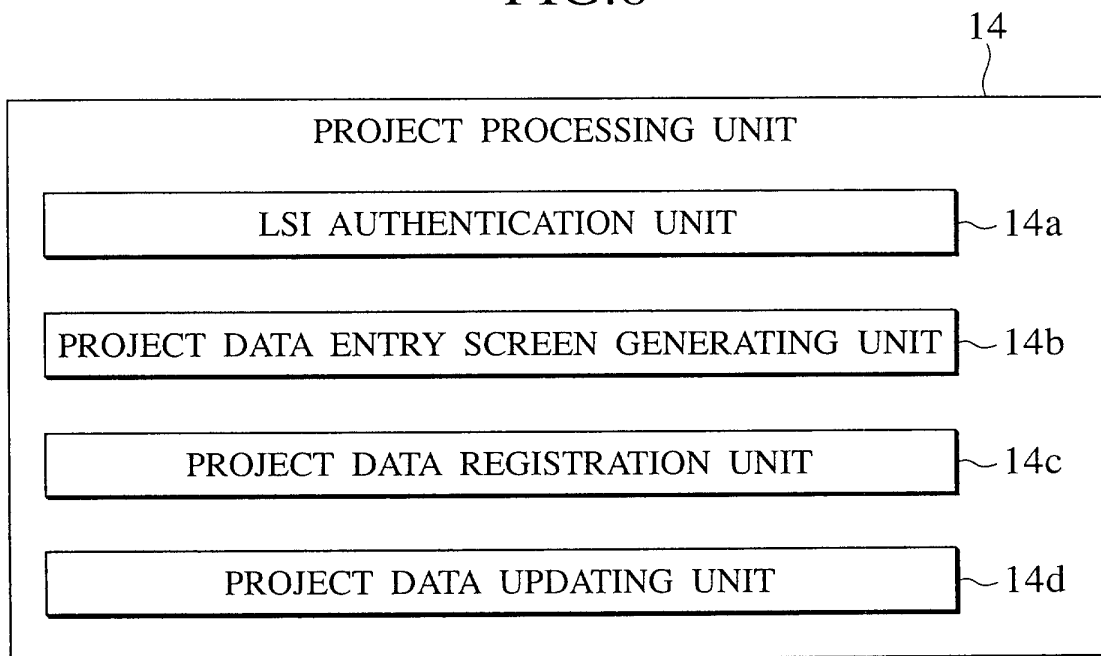 14
PROJECT PROCESSING UNIT
LSI AUTHENTICATION UNIT
14a
PROJECT DATA ENTRY SCREEN GENERATING UNIT
14b
PROJECT DATA REGISTRATION UNIT
14c
PROJECT DATA UPDATING UNIT
14d